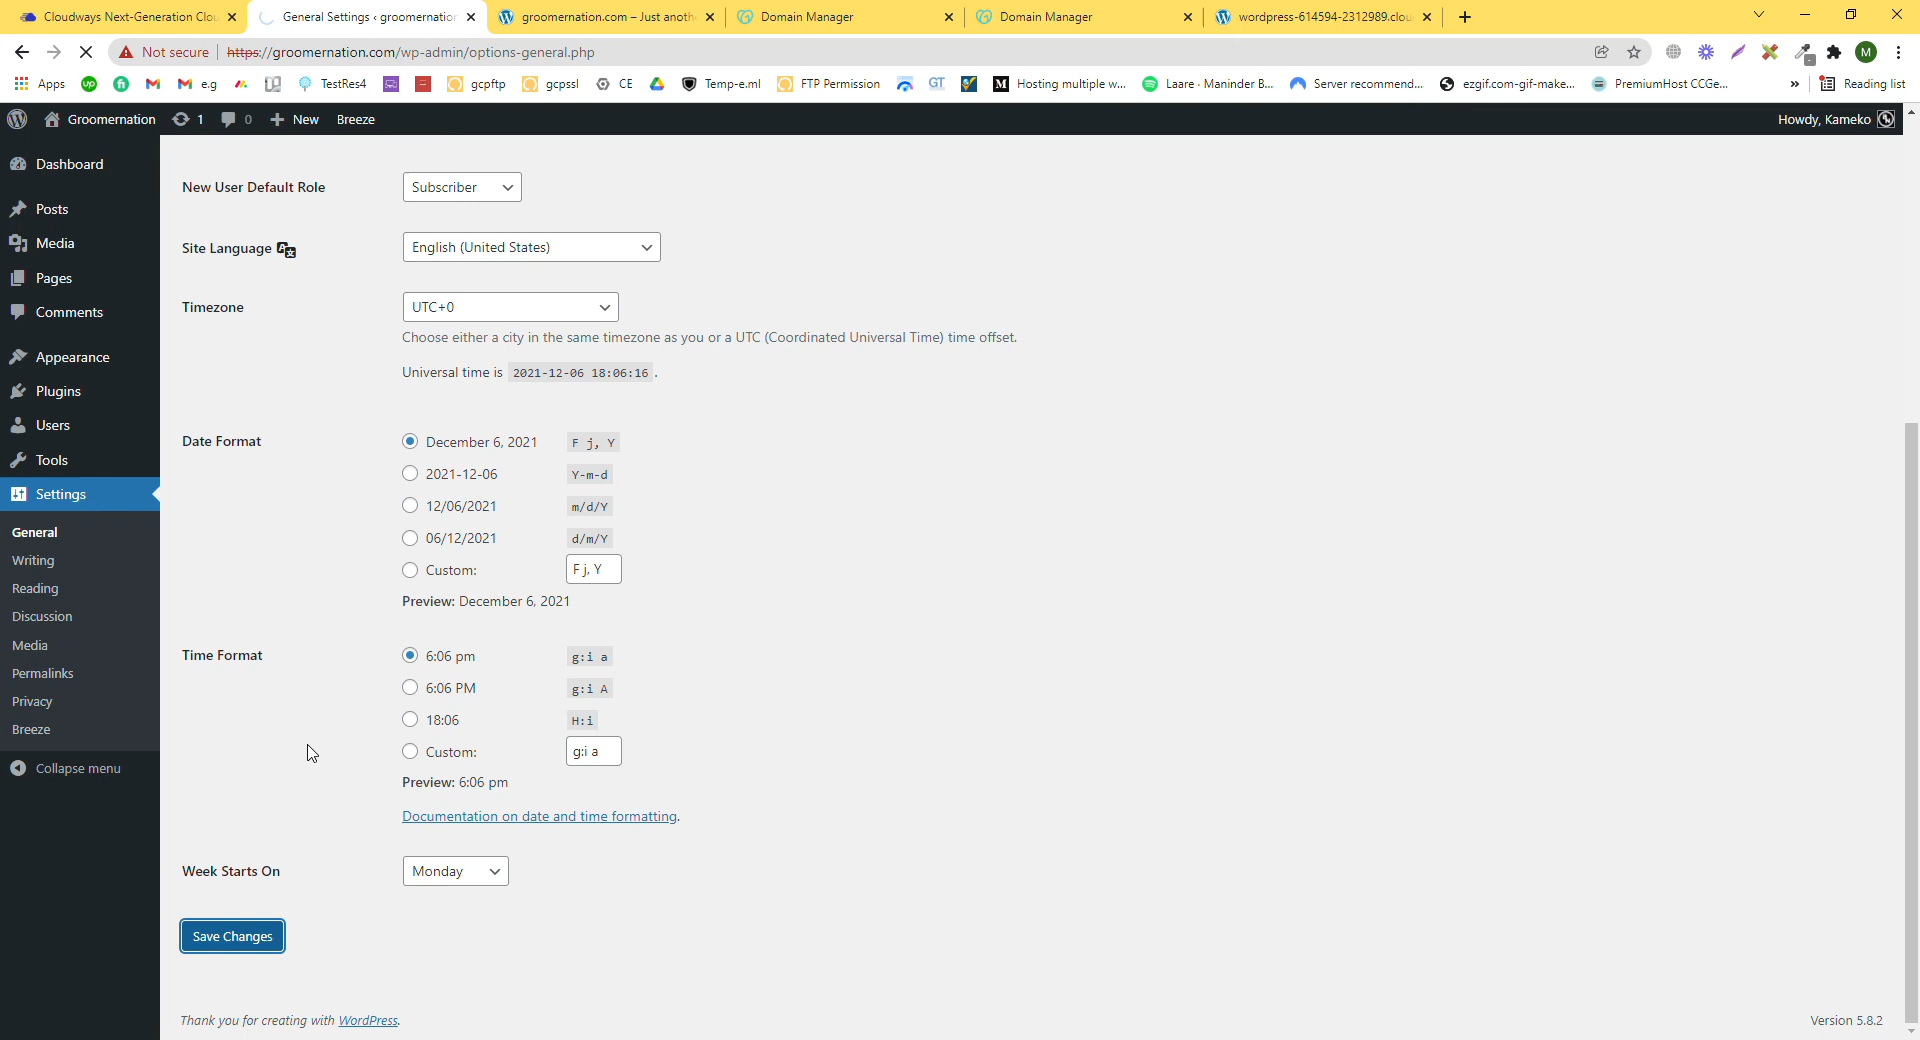 Cloudways Next-Generation Clou
General Settings ‹ groomernation
groomernation.com – Just anoth
Domain Manager
Domain Manager
wordpress-614594-2312989.clou
Not secure
https://groomernation.com/wp-admin/options-general.php
Apps
e.g
TestRes4
gcpftp
gcpssl
CE
Temp-e.ml
FTP Permission
GT
Hosting multiple w...
Laare - Maninder B...
Server recommend...
ezgif.com-gif-make...
PremiumHost CCGe...
»
Reading list
Groomernation
1
0
New
Breeze
Howdy, Kameko
Dashboard
Posts
Media
Pages
Comments
Appearance
Plugins
Users
Tools
Settings
General
Writing
Reading
Discussion
Media
Permalinks
Privacy
Breeze
Collapse menu
New User Default Role
Subscriber
Site Language
English (United States)
Timezone
UTC+0
Choose either a city in the same timezone as you or a UTC (Coordinated Universal Time) time offset.
Universal time is 2021-12-06 18:06:16 .
Date Format
December 6, 2021 F j, Y
2021-12-06 Y-m-d
12/06/2021 m/d/Y
06/12/2021 d/m/Y
Custom: F j, Y
Preview: December 6, 2021
Time Format
6:06 pm g:i a
6:06 PM g:i A
18:06 H:i
Custom: g:i a
Preview: 6:06 pm
Documentation on date and time formatting.
Week Starts On
Monday
Save Changes
Thank you for creating with WordPress.
Version 5.8.2